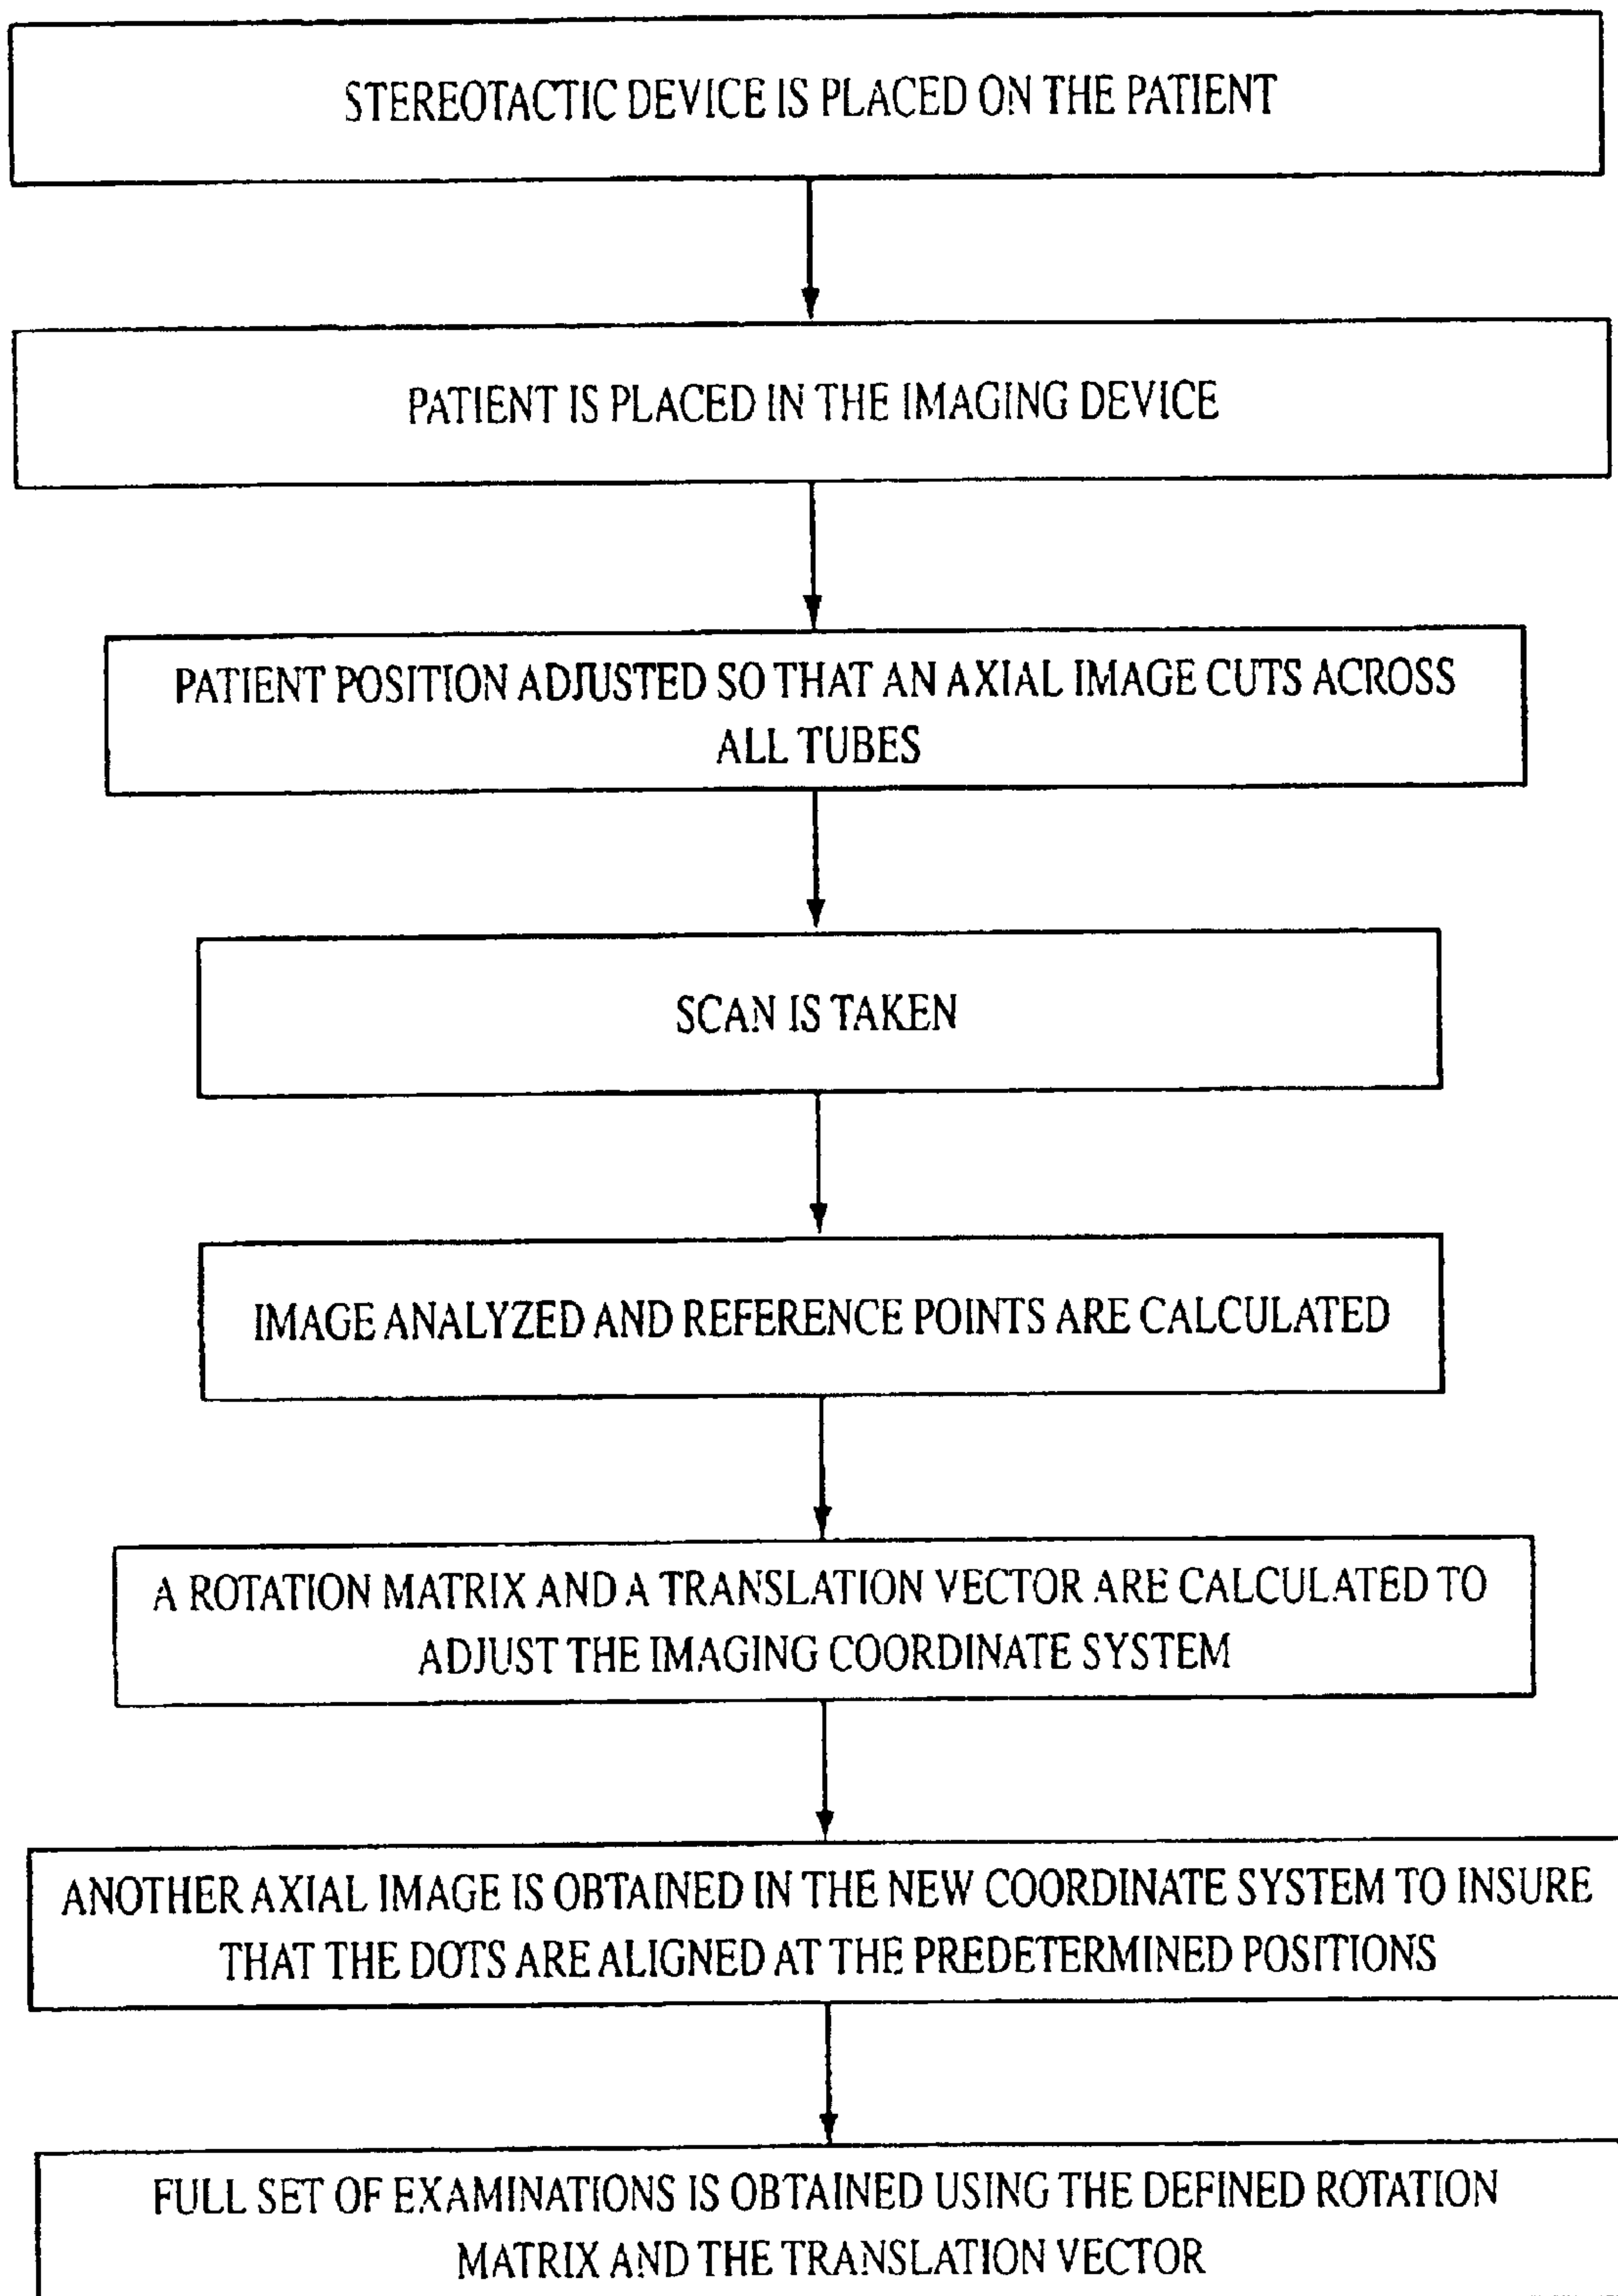 STEREOTACTIC DEVICE IS PLACED ON THE PATIENT
PATIENT IS PLACED IN THE IMAGING DEVICE
PATIENT POSITION ADJUSTED SO THAT AN AXIAL IMAGE CUTS ACROSS
ALL TUBES
SCAN IS TAKEN
IMAGE ANALYZED AND REFERENCE POINTS ARE CALCULATED
A ROTATION MATRIX AND A TRANSLATION VECTOR ARE CALCULATED TO
ADJUST THE IMAGING COORDINATE SYSTEM
ANOTHER AXIAL IMAGE IS OBTAINED IN THE NEW COORDINATE SYSTEM TO INSURE
THAT THE DOTS ARE ALIGNED AT THE PREDETERMINED POSITIONS
FULL SET OF EXAMINATIONS IS OBTAINED USING THE DEFINED ROTATION
MATRIX AND THE TRANSLATION VECTOR